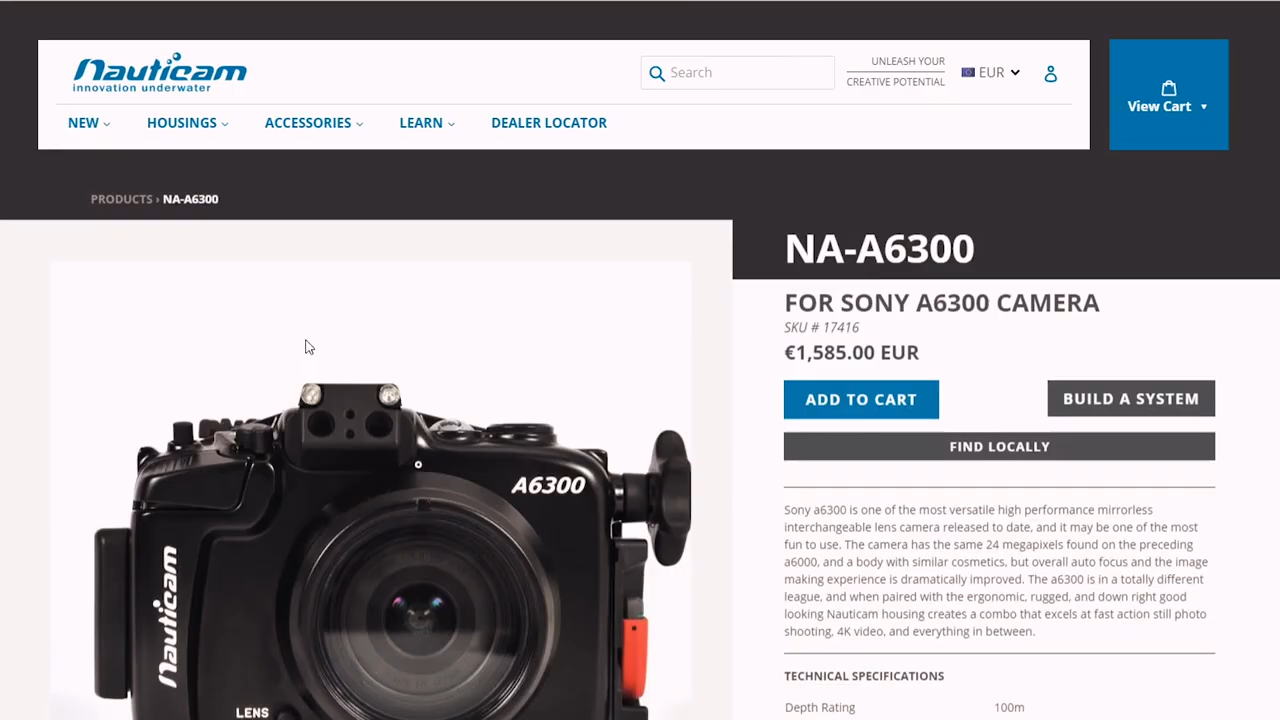 Nauticam
innovation underwater
Search
UNLEASH YOUR
CREATIVE POTENTIAL
EUR
View Cart
NEW
HOUSINGS
ACCESSORIES
LEARN
DEALER LOCATOR
PRODUCTS › NA-A6300
NA-A6300
FOR SONY A6300 CAMERA
SKU # 17416
€1,585.00 EUR
ADD TO CART
BUILD A SYSTEM
FIND LOCALLY
Sony a6300 is one of the most versatile high performance mirrorless
interchangeable lens camera released to date, and it may be one of the most
fun to use. The camera has the same 24 megapixels found on the preceding
a6000, and a body with similar cosmetics, but overall auto focus and the image
making experience is dramatically improved. The a6300 is in a totally different
league, and when paired with the ergonomic, rugged, and down right good
looking Nauticam housing creates a combo that excels at fast action still photo
shooting, 4K video, and everything in between.
TECHNICAL SPECIFICATIONS
Depth Rating 100m
A6300
Nauticam
LENS